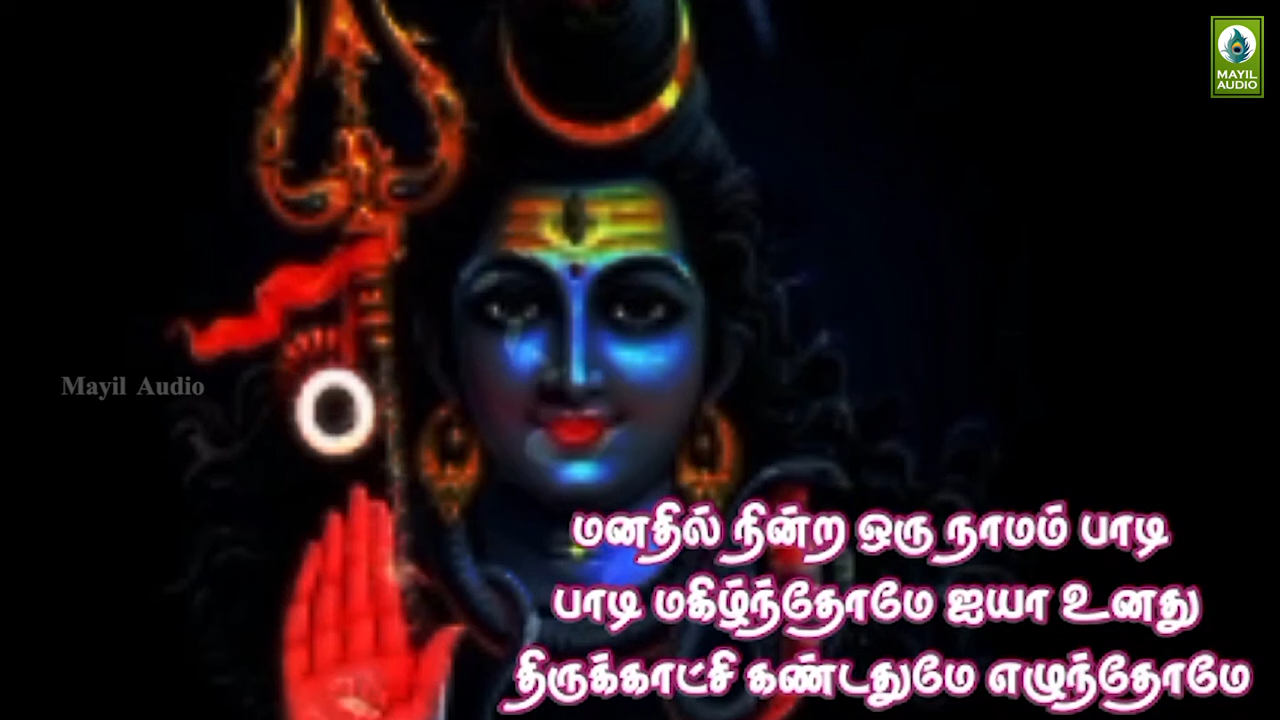 MAYIL
AUDIO
Mayil Audio
மனதில் நின்ற ஒரு நாமம் பாடி
பாடி மகிழ்ந்தோமே ஐயா உனது
திருக்காட்சி கண்டதுமே எழுந்தோமே